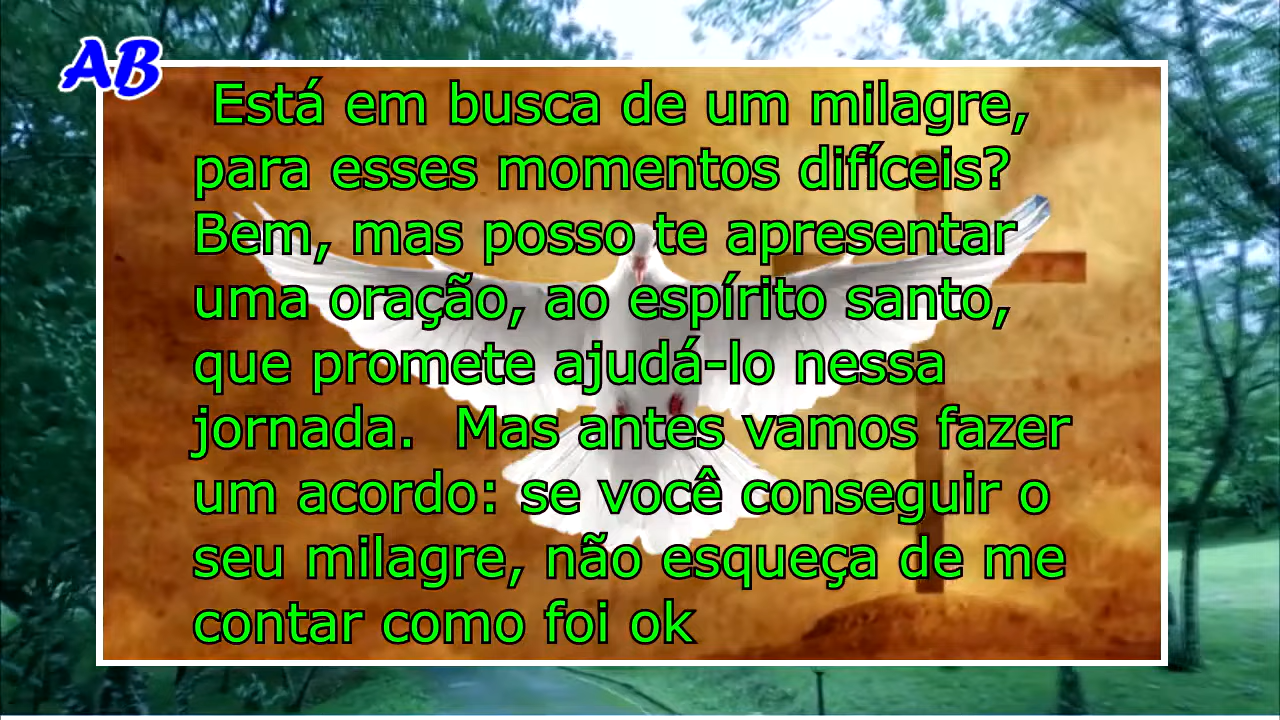 AB
Está em busca de um milagre,
para esses momentos difíceis?
Bem, mas posso te apresentar
uma oração, ao espírito santo,
que promete ajudá-lo nessa
jornada.  Mas antes vamos fazer
um acordo: se você conseguir o
seu milagre, não esqueça de me
contar como foi ok